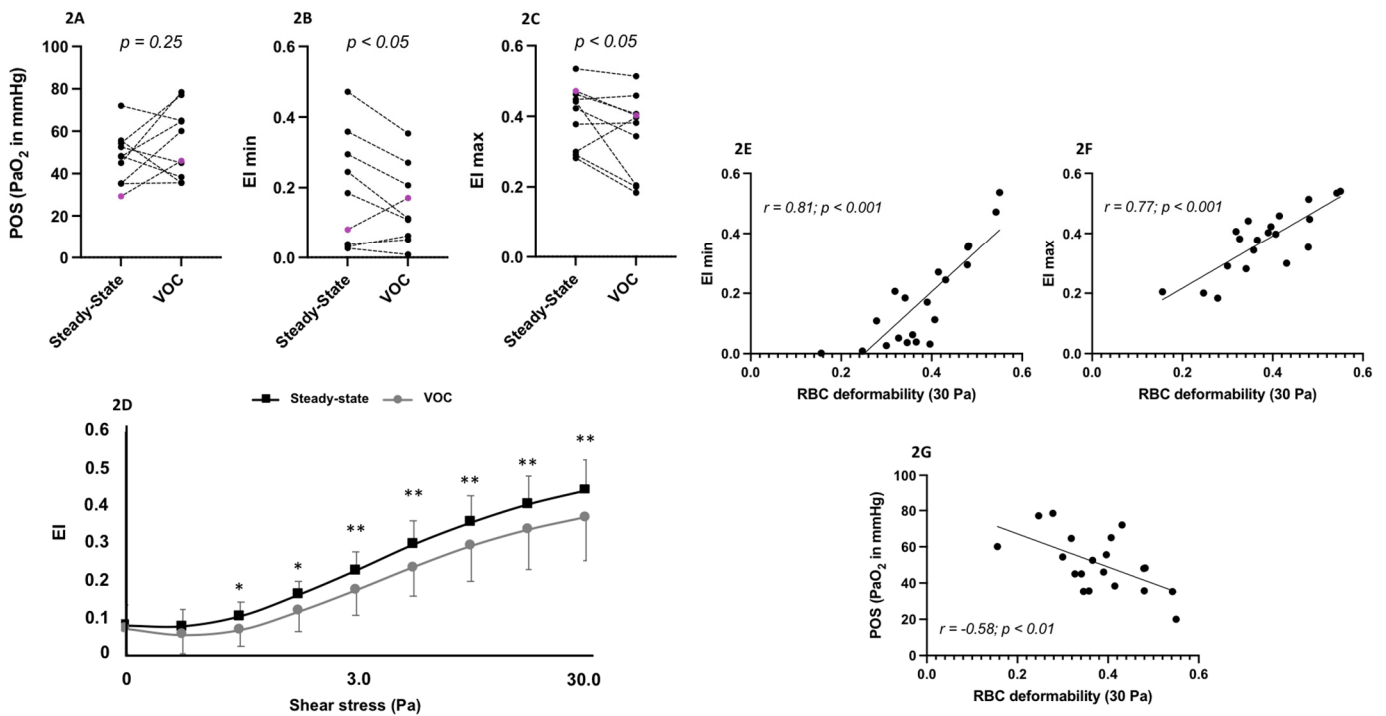 2A
p = 0.25
POS (PaO2 in mmHg)
100
80
60
40
20
0
Steady-State
VOC
2B
p < 0.05
EI min
0.6
0.4
0.2
0.0
Steady-State
VOC
2C
p < 0.05
EI max
0.6
0.4
0.2
0.0
Steady-State
VOC
2D
Steady-state
VOC
EI
0.6
0.5
0.4
0.3
0.2
0.1
0
* * ** ** ** ** **
0 3.0 30.0
Shear stress (Pa)
2E
r = 0.81; p < 0.001
EI min
0.6
0.4
0.2
0.0
0.0 0.2 0.4 0.6
RBC deformability (30 Pa)
2F
r = 0.77; p < 0.001
EI max
0.6
0.4
0.2
0.0
0.0 0.2 0.4 0.6
RBC deformability (30 Pa)
2G
POS (PaO2 in mmHg)
100
80
60
40
20
0
r = -0.58; p < 0.01
0.0 0.2 0.4 0.6
RBC deformability (30 Pa)